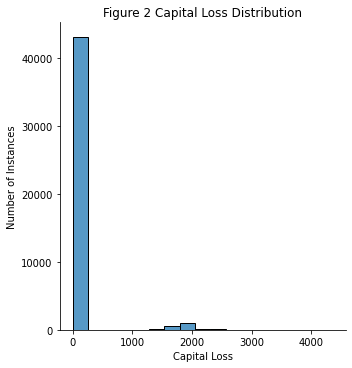 Figure 2 Capital Loss Distribution
40000
30000
20000
10000
0
Number of Instances
0 1000 2000 3000 4000
Capital Loss